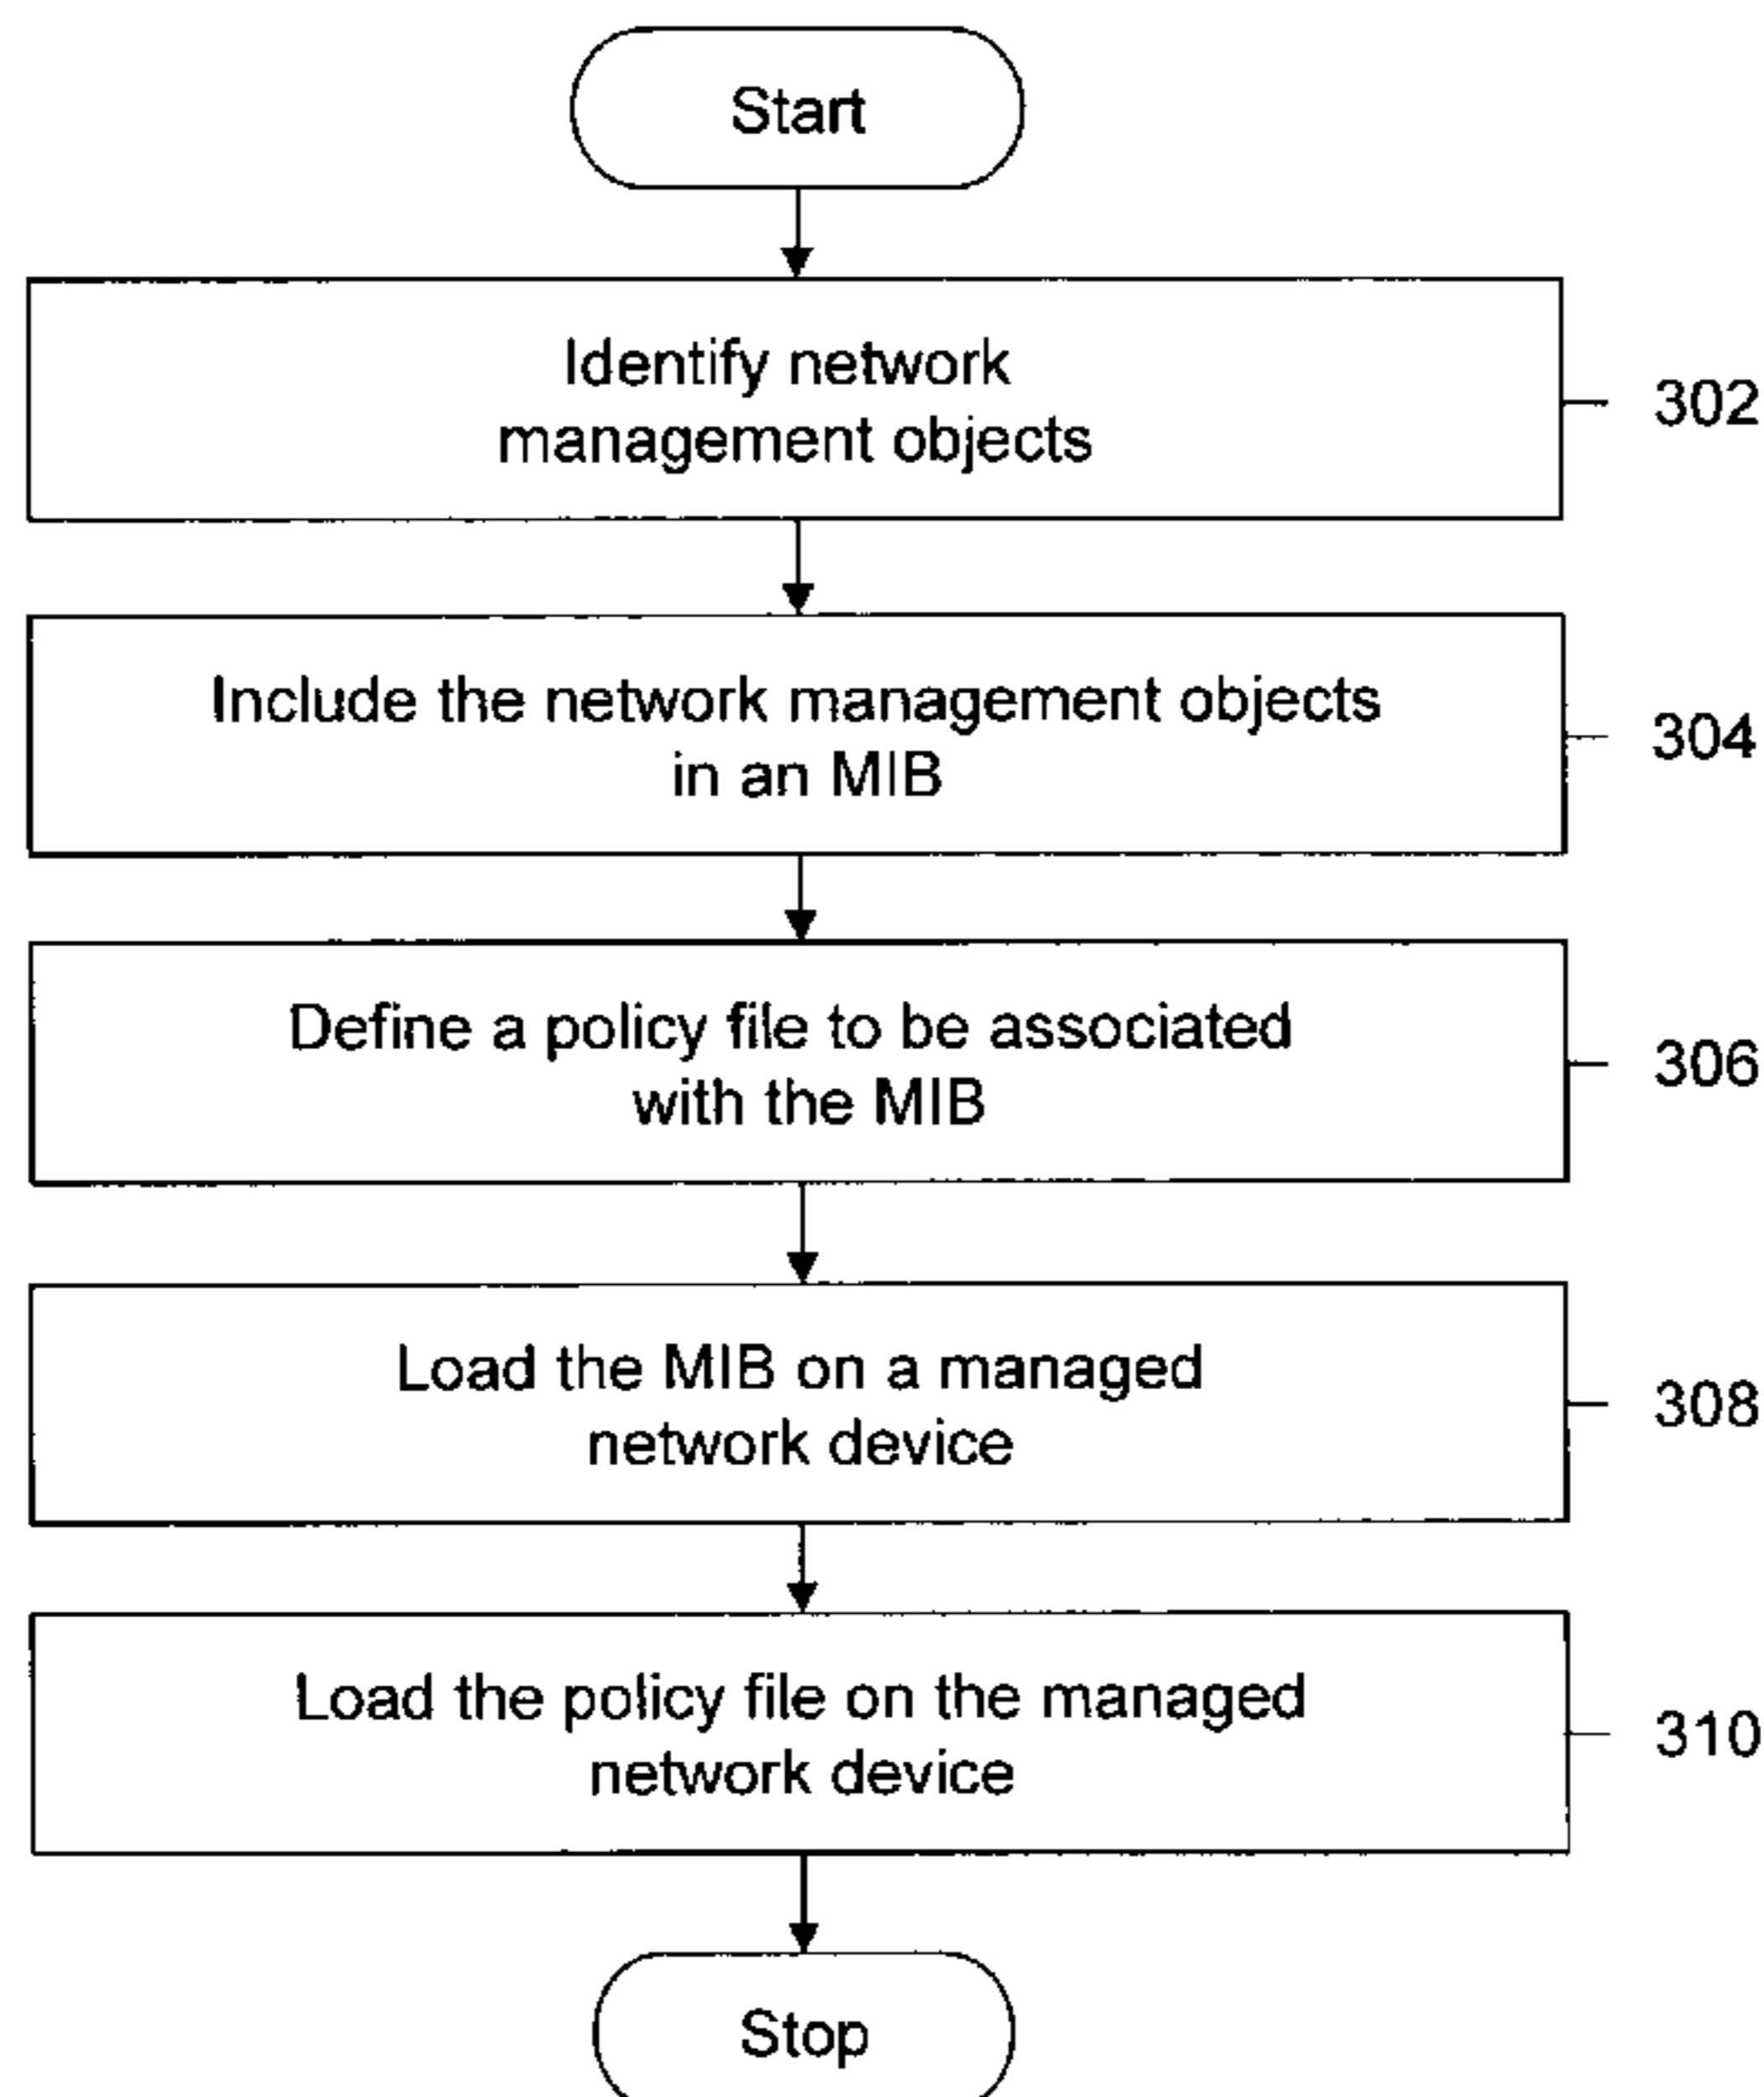 Start
Identify network
management objects
302
Include the network management objects
in an MIB
304
Define a policy file to be associated
with the MIB
306
Load the MIB on a managed
network device
308
Load the policy file on the managed
network device
310
Stop